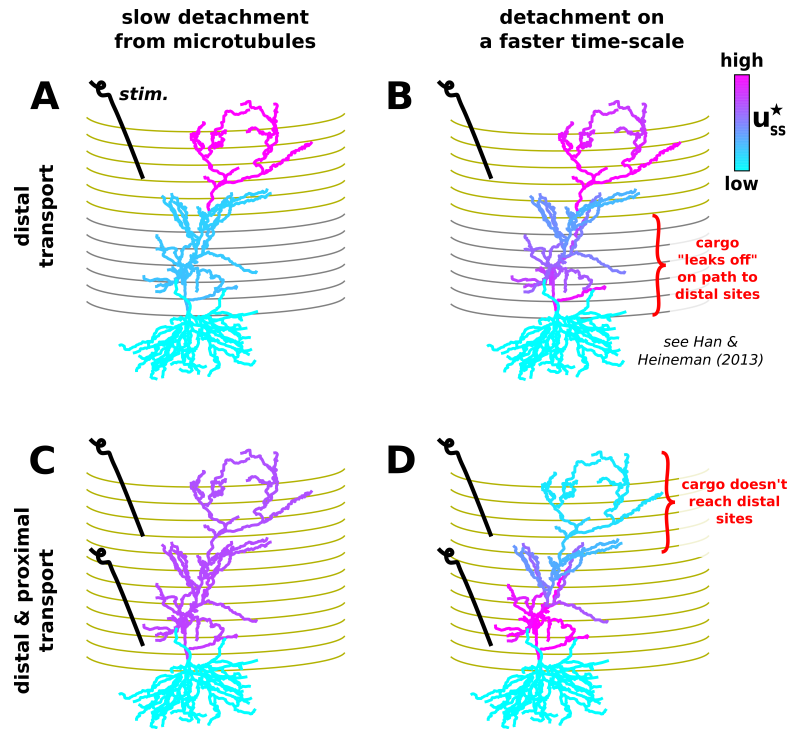 slow detachment
from microtubules
detachment on
a faster time-scale
high
u★ss
low
A
stim.
B
distal
transport
cargo
"leaks off"
on path to
distal sites
see Han &
Heineman (2013)
C
D
distal & proximal
transport
cargo doesn't
reach distal
sites